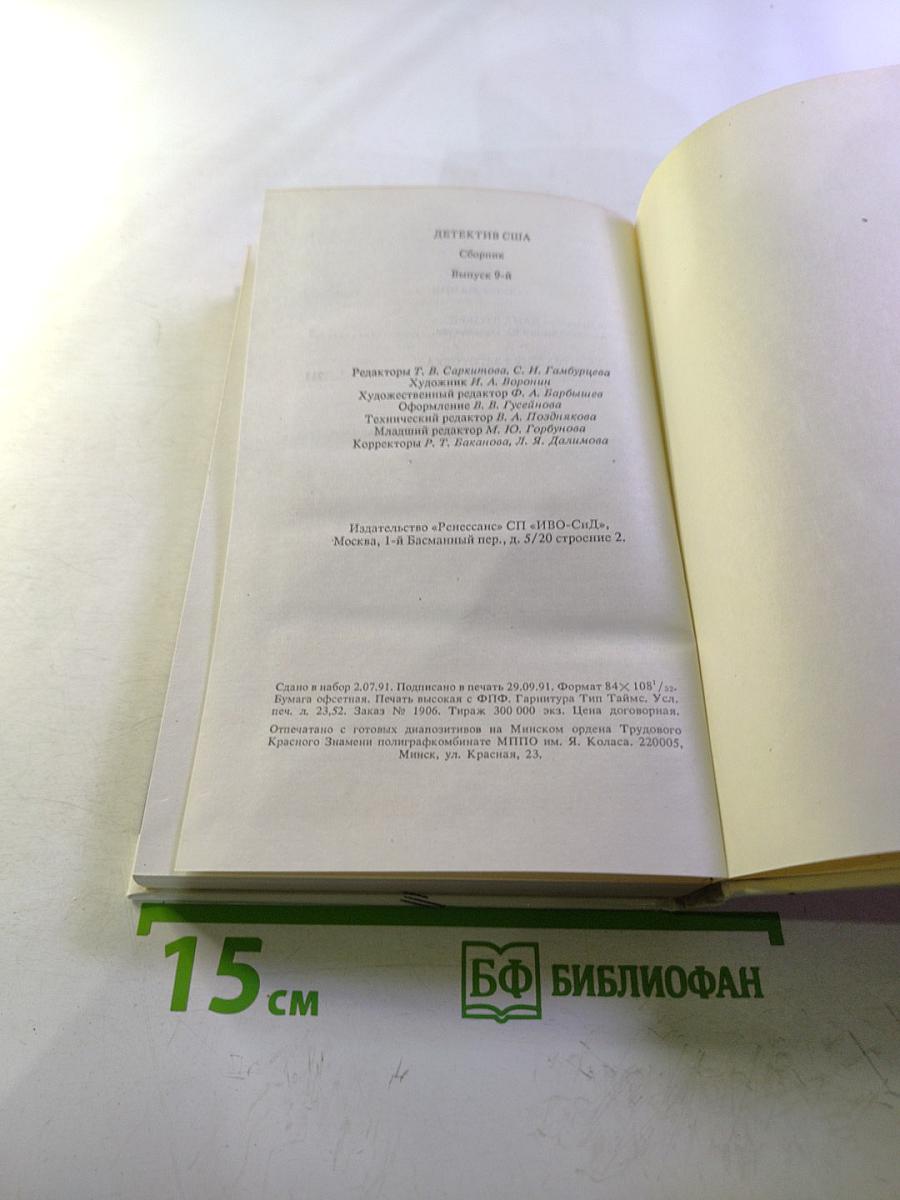 ДЕТЕКТИВ США
Сборник
Выпуск 9-й
Редакторы Т. В. Саркитова, С. И. Гамбурцева
Художник И. А. Воронин
Художественный редактор Ф. А. Барбышев
Оформление В. В. Гусейнова
Технический редактор В. А. Позднякова
Младший редактор М. Ю. Горбунова
Корректоры Р. Т. Баканова, Л. Я. Далимова
Издательство «Ренессанс» СП «ИВО-СиД»,
Москва, 1-й Басманный пер., д. 5/20 строение 2.
Сдано в набор 2.07.91. Подписано в печать 29.09.91. Формат 84×108¹/₃₂.
Бумага офсетная. Печать высокая с ФПФ. Гарнитура Тип Таймс. Усл.
печ. л. 23,52. Заказ № 1906. Тираж 300 000 экз. Цена договорная.
Отпечатано с готовых диапозитивов на Минском ордена Трудового
Красного Знамени полиграфкомбинате МППО им. Я. Коласа. 220005,
Минск, ул. Красная, 23.
15 см
БФ БИБЛИОФАН